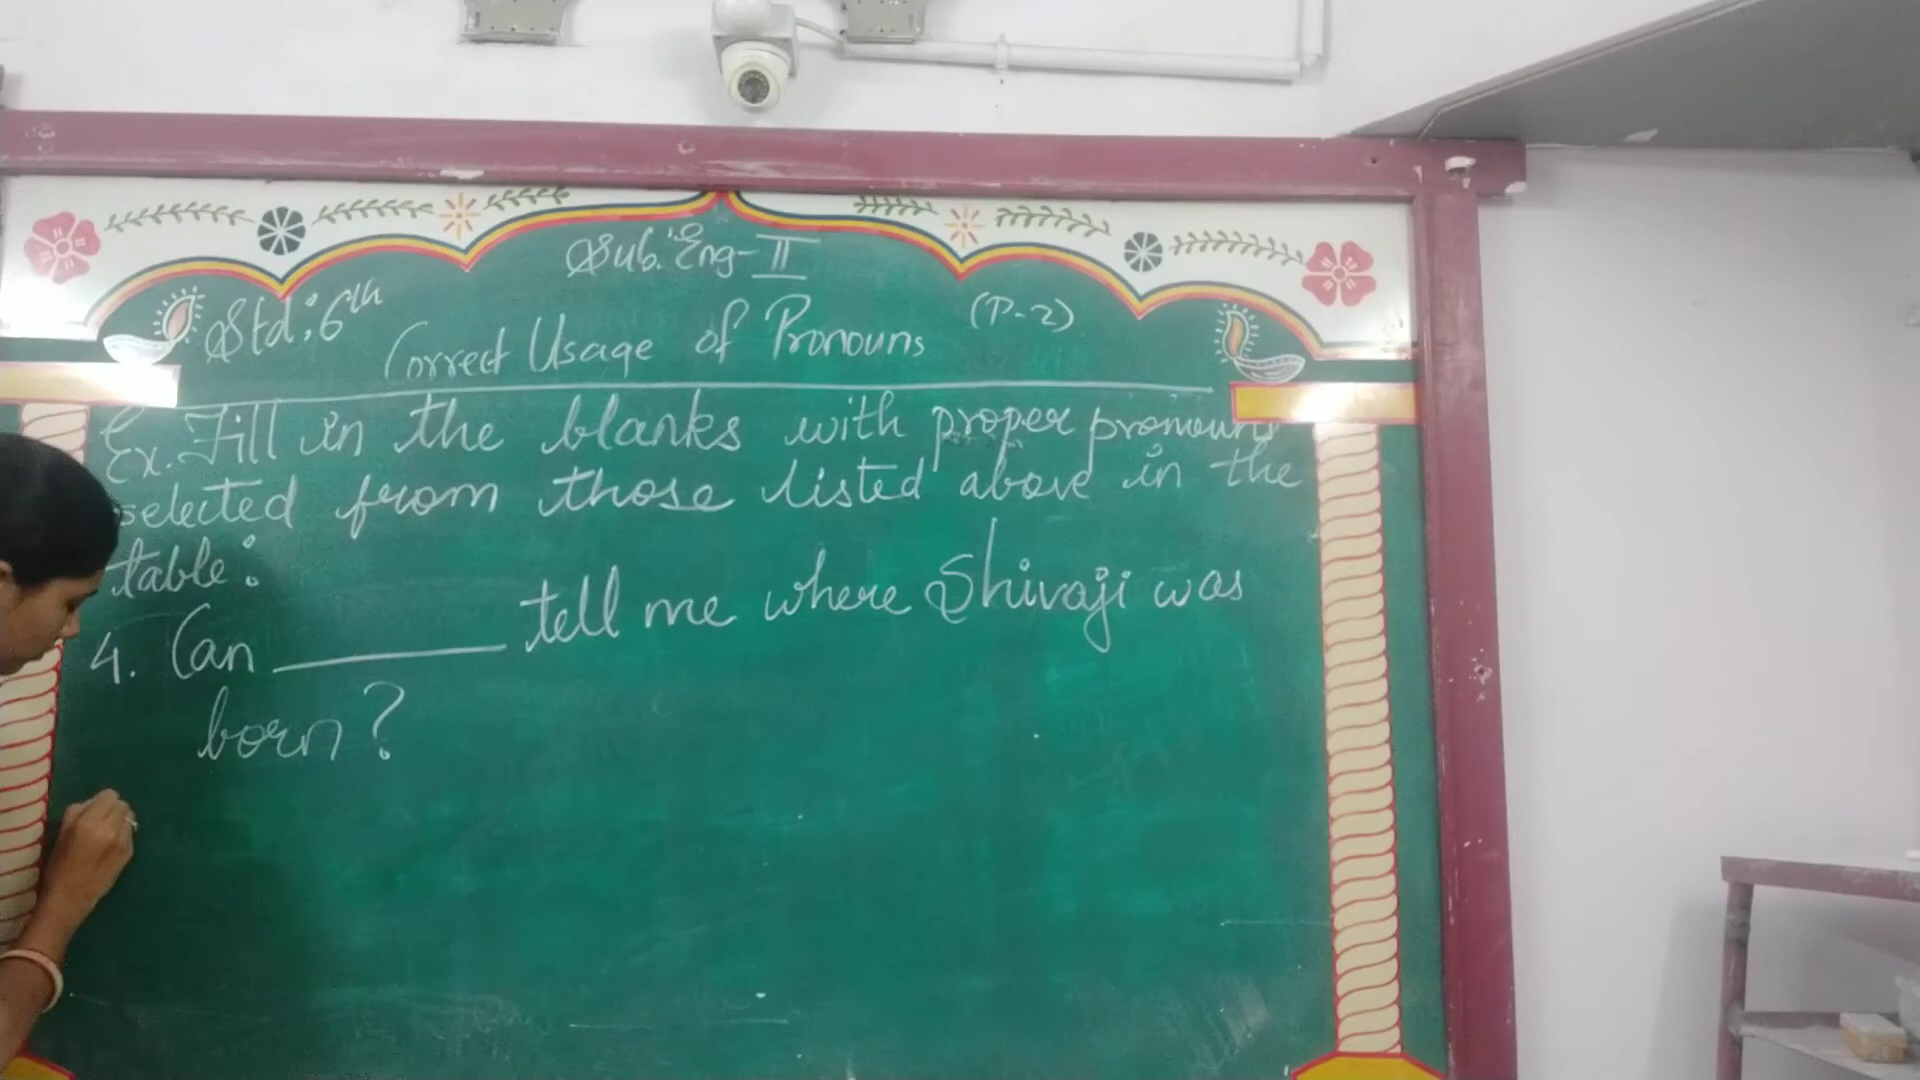 Sub: Eng-II
Std: 6th
Correct Usage of Pronouns (P-2)
Ex. Fill in the blanks with proper pronouns
selected from those listed above in the
table:
4. Can ________ tell me where Shivaji was
born?